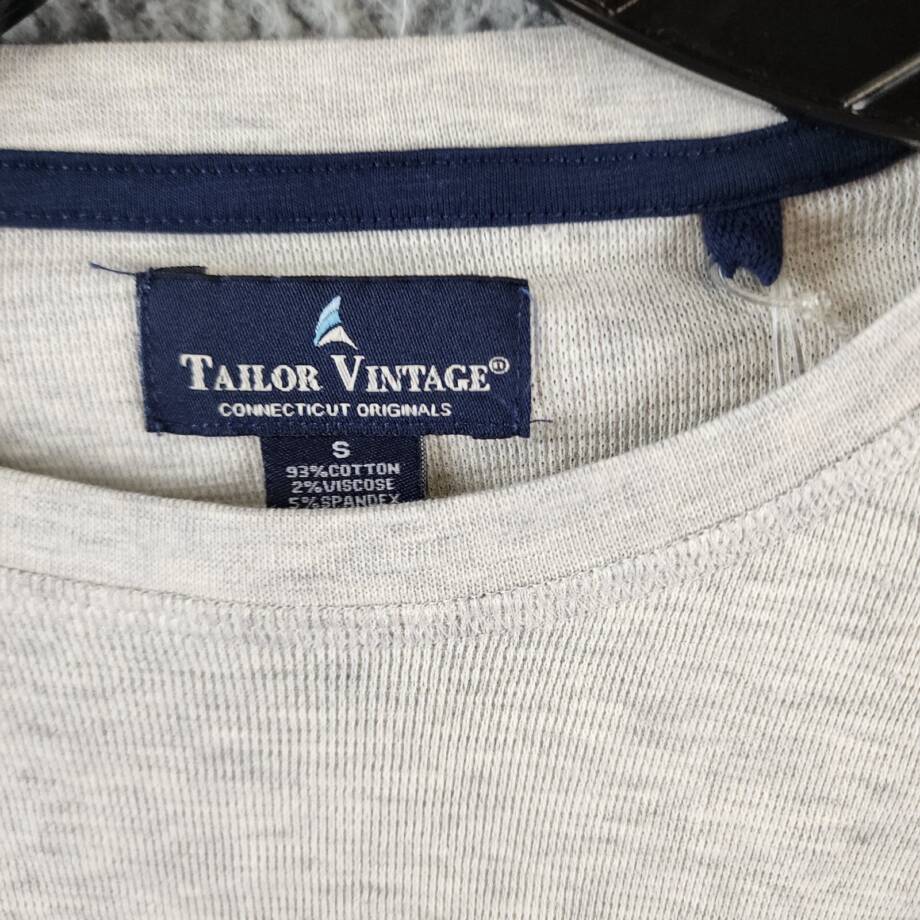 TAILOR VINTAGE®
CONNECTICUT ORIGINALS
S
93%COTTON
2%VISCOSE
5%SPANDEX